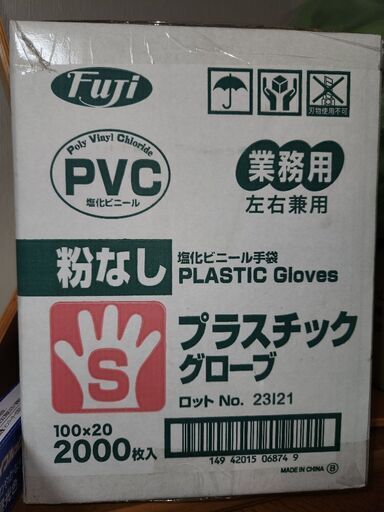 Fuji
刃物使用不可
Poly Vinyl Chloride
PVC
塩化ビニール
業務用
左右兼用
粉なし
塩化ビニール手袋
PLASTIC Gloves
S
プラスチック
グローブ
ロット No. 23I21
100×20
2000枚入
149 42015 06874 9
MADE IN CHINA B